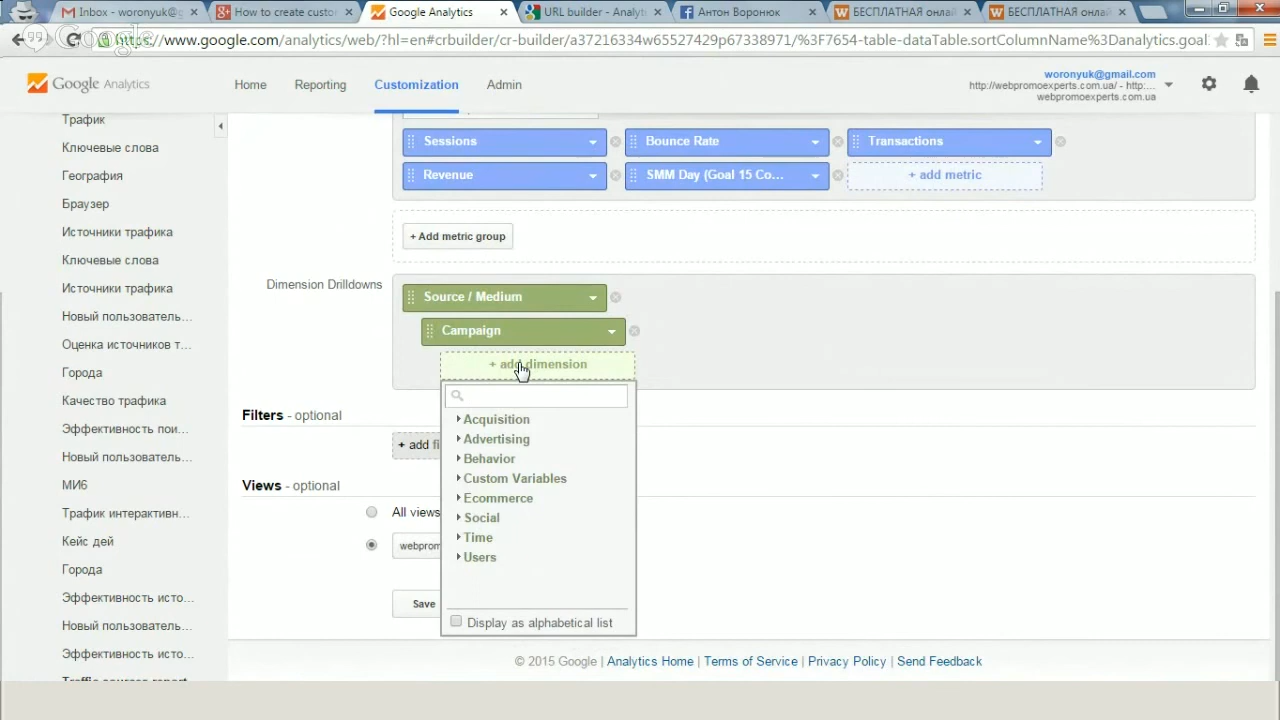 Inbox - woronyuk@g
How to create custo
Google Analytics
URL builder - Analyti
Антон Воронюк
БЕСПЛАТНАЯ онлай
БЕСПЛАТНАЯ онлай
https://www.google.com/analytics/web/?hl=en#crbuilder/cr-builder/a37216334w65527429p67338971/%3F7654-table-dataTable.sortColumnName%3Danalytics.goal
Google
Google Analytics
Home
Reporting
Customization
Admin
woronyuk@gmail.com
http://webpromoexperts.com.ua/ - http:...
webpromoexperts.com.ua
Трафик
Ключевые слова
География
Браузер
Источники трафика
Ключевые слова
Источники трафика
Новый пользователь...
Оценка источников т...
Города
Качество трафика
Эффективность пои...
Новый пользователь...
МИ6
Трафик интерактивн...
Кейс дей
Города
Эффективность исто...
Новый пользователь...
Эффективность исто...
Traffic sources report
Sessions
Bounce Rate
Transactions
Revenue
SMM Day (Goal 15 Co...
+ add metric
+ Add metric group
Dimension Drilldowns
Source / Medium
Campaign
+ add dimension
Acquisition
Advertising
Behavior
Custom Variables
Ecommerce
Social
Time
Users
Display as alphabetical list
Filters - optional
+ add fi
Views - optional
All views
webprom
Save
© 2015 Google | Analytics Home | Terms of Service | Privacy Policy | Send Feedback